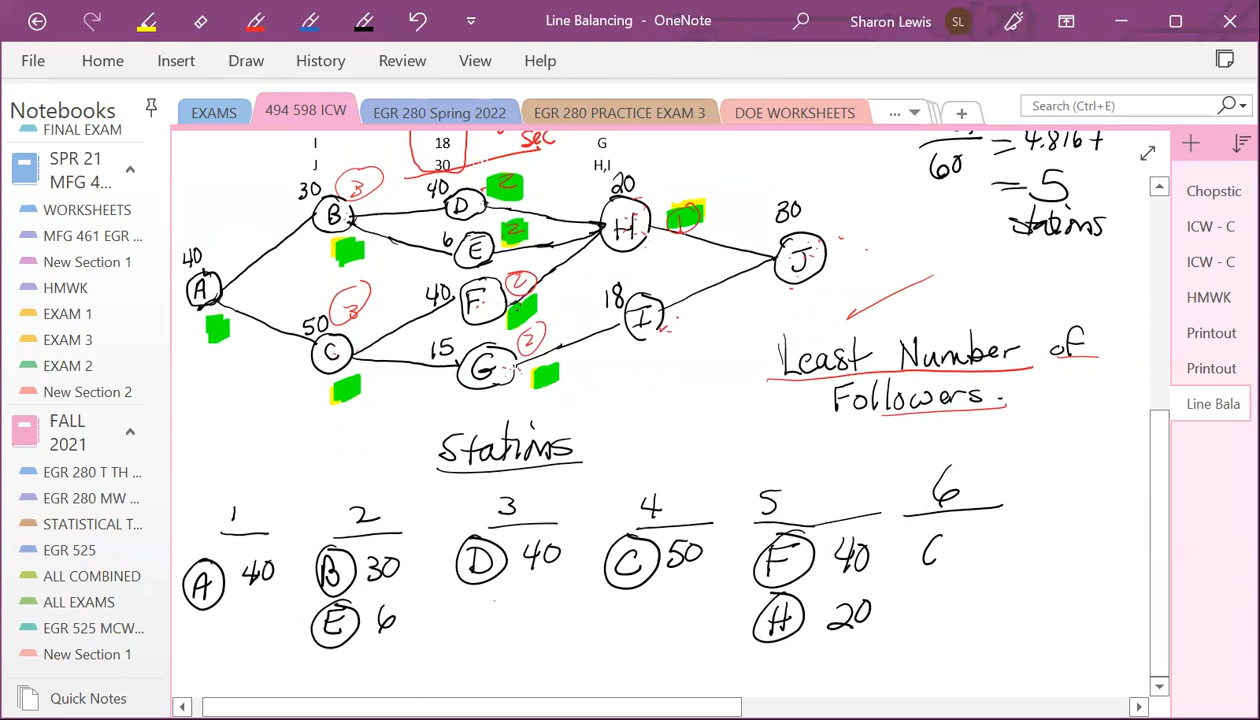 Line Balancing - OneNote
Sharon Lewis
SL
File Home Insert Draw History Review View Help
Notebooks
EXAMS
494 598 ICW
EGR 280 Spring 2022
EGR 280 PRACTICE EXAM 3
DOE WORKSHEETS
...
Search (Ctrl+E)
FINAL EXAM
SPR 21
MFG 4...
WORKSHEETS
MFG 461 EGR ...
New Section 1
HMWK
EXAM 1
EXAM 3
EXAM 2
New Section 2
FALL
2021
EGR 280 T TH ...
EGR 280 MW ...
STATISTICAL T...
EGR 525
ALL COMBINED
ALL EXAMS
EGR 525 MCW...
New Section 1
Quick Notes
I 18 G
J 30 H,I
sec
60 = 4.8167
= 5
stations
30 B 3
40 D 2
6 E 2
20 H 1
30 J
40 A
50 C 3
40 F 2
15 G 2
18 I
Least Number of
Followers.
Stations
1 2 3 4 5 6
A 40 B 30 D 40 C 50 F 40
E 6 H 20
Chopstic
ICW - C
ICW - C
HMWK
Printout
Printout
Line Bala